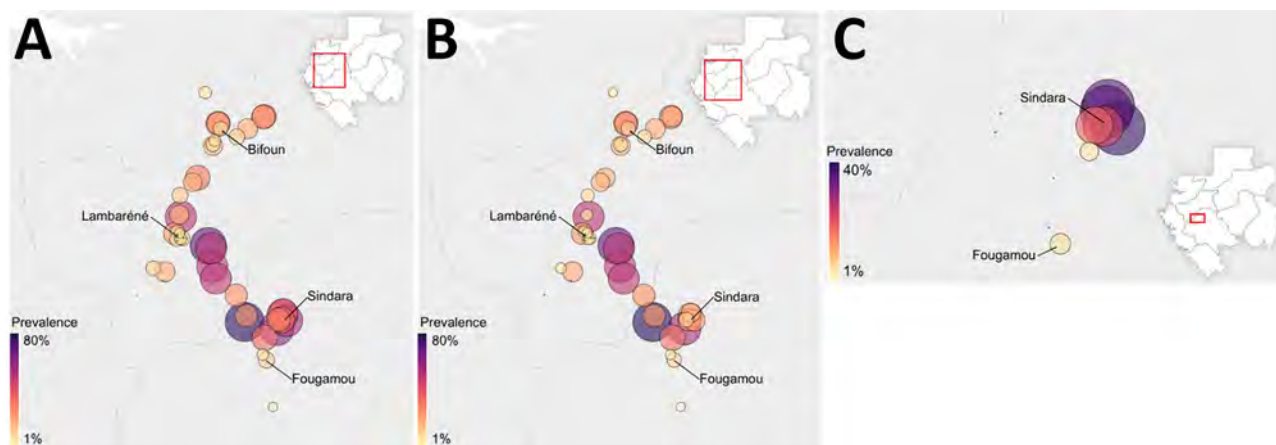 A
Bifoun
Lambaréné
Sindara
Prevalence
80%
1%
Fougamou
B
Bifoun
Lambaréné
Sindara
Prevalence
80%
1%
Fougamou
C
Sindara
Prevalence
40%
1%
Fougamou